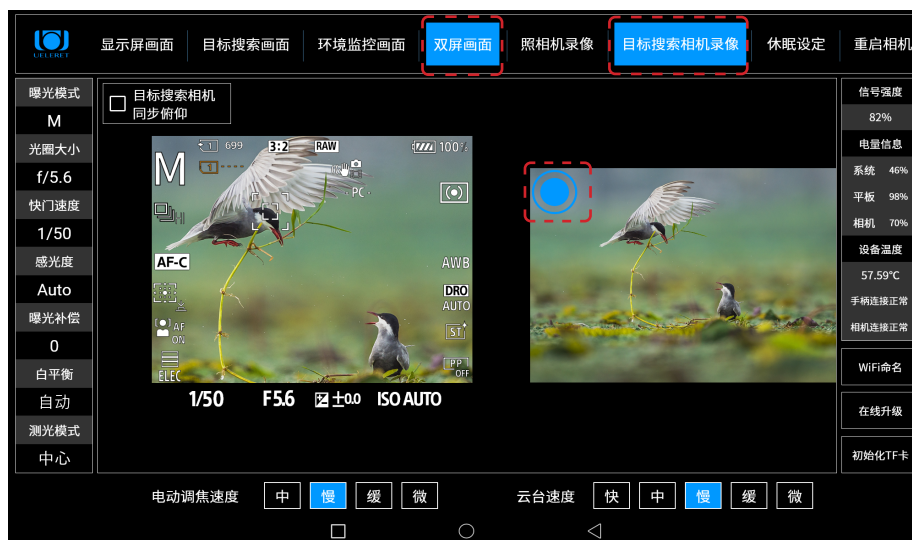 UELERET
显示屏画面 目标搜索画面 环境监控画面 双屏画面 照相机录像 目标搜索相机录像 休眠设定 重启相机
曝光模式
M
光圈大小
f/5.6
快门速度
1/50
感光度
Auto
曝光补偿
0
白平衡
自动
测光模式
中心
目标搜索相机
同步俯仰
M
1 699 3:2 RAW 100%
1
PC
H
AF-C
AWB
DRO
AUTO
ST
AF
ON
PP
OFF
ELEC
1/50 F5.6 ±0.0 ISO AUTO
信号强度
82%
电量信息
系统 46%
平板 98%
相机 70%
设备温度
57.59℃
手柄连接正常
相机连接正常
WiFi命名
在线升级
初始化TF卡
电动调焦速度 中 慢 缓 微
云台速度 快 中 慢 缓 微